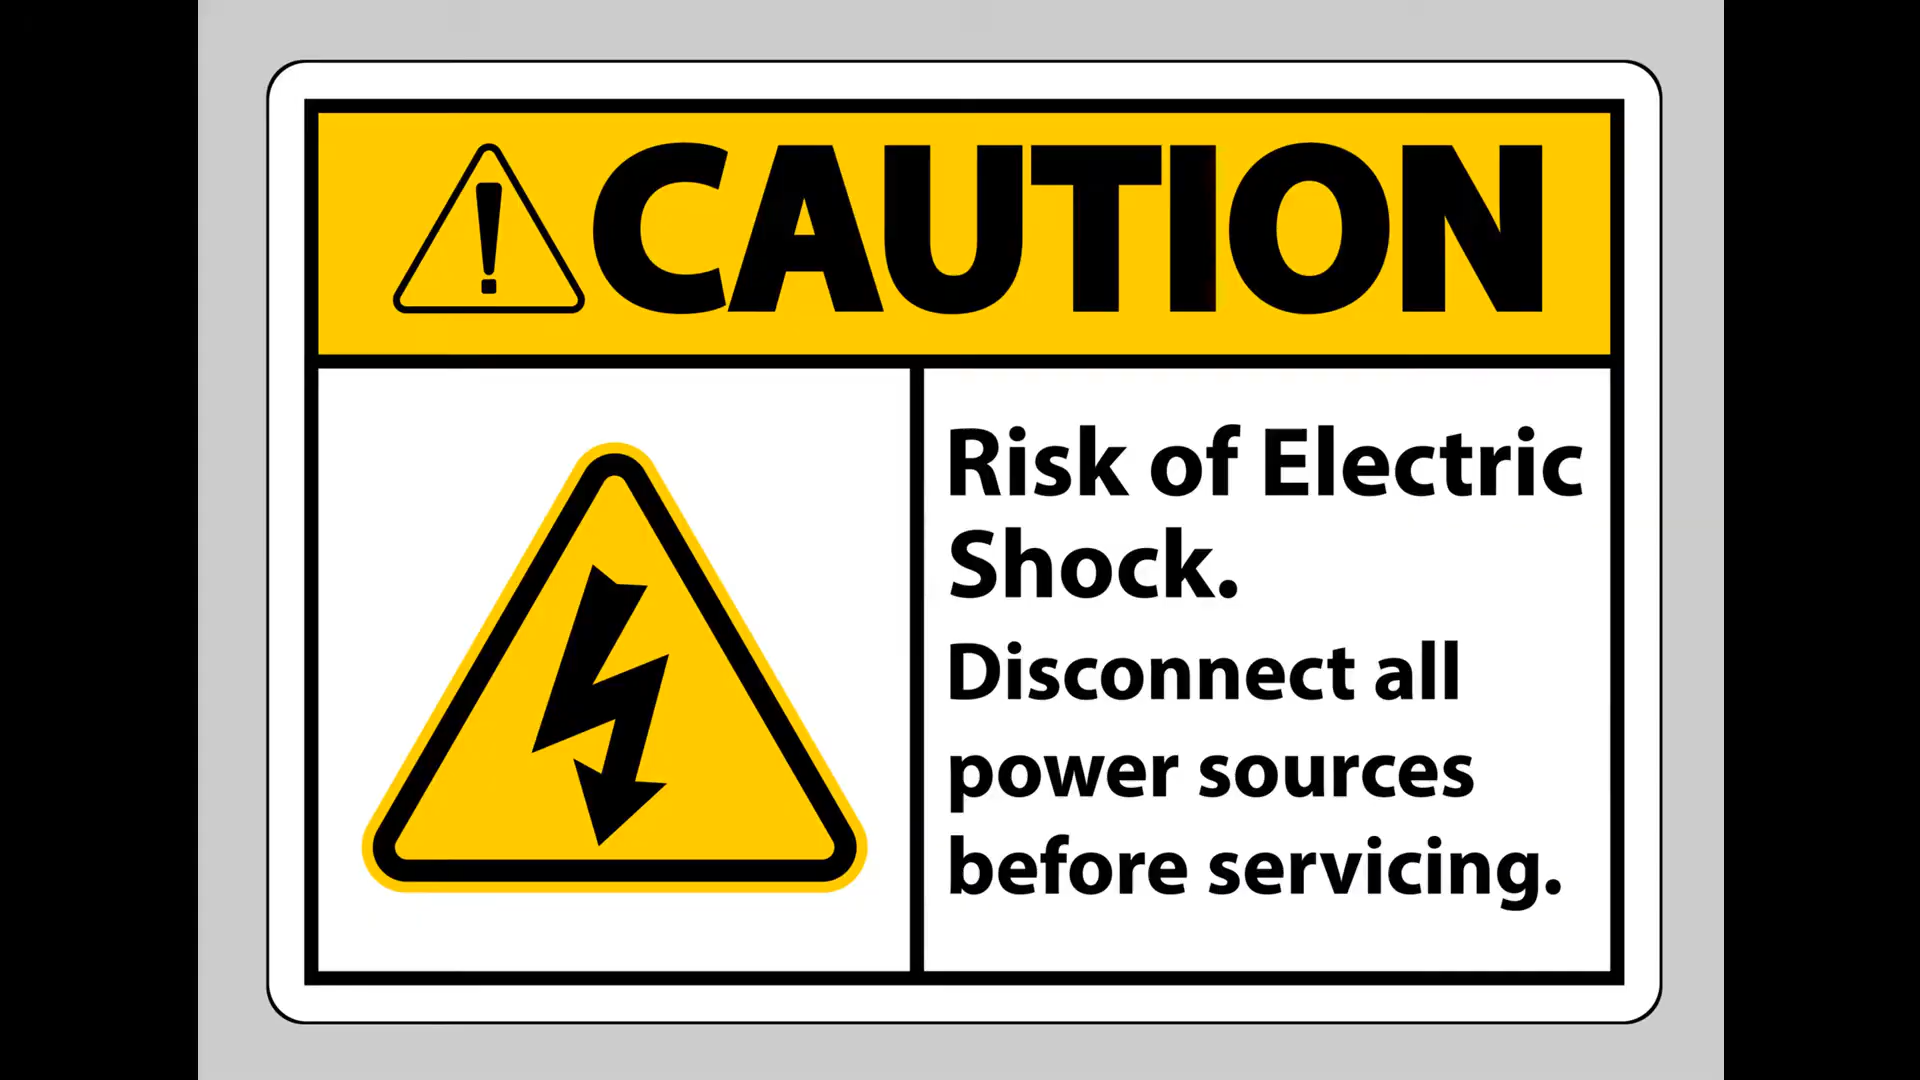 CAUTION
Risk of Electric
Shock.
Disconnect all
power sources
before servicing.